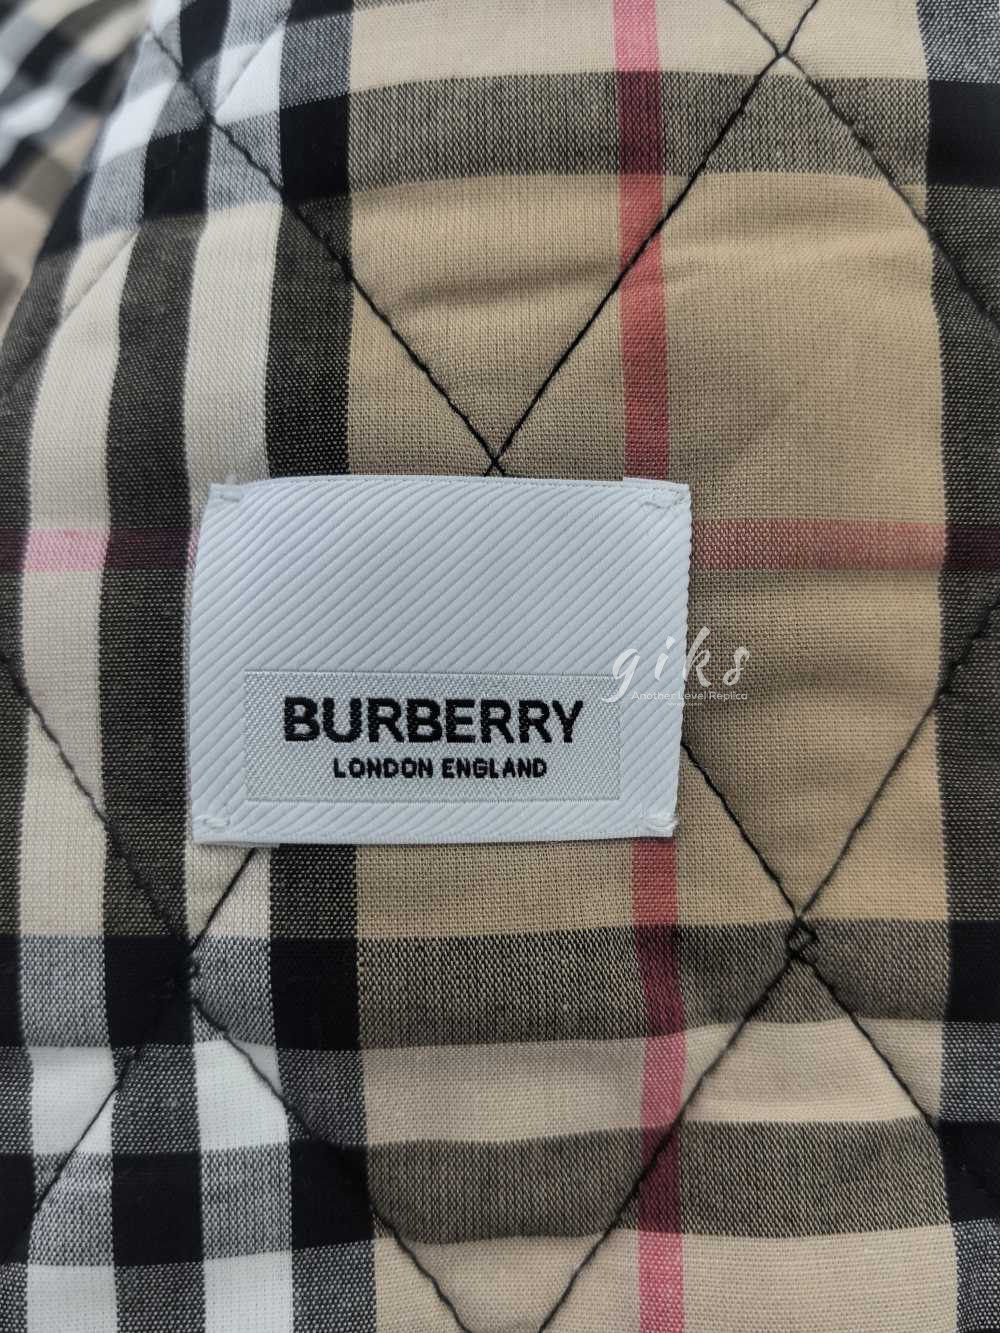 giks
Another Level Replica
BURBERRY
LONDON ENGLAND